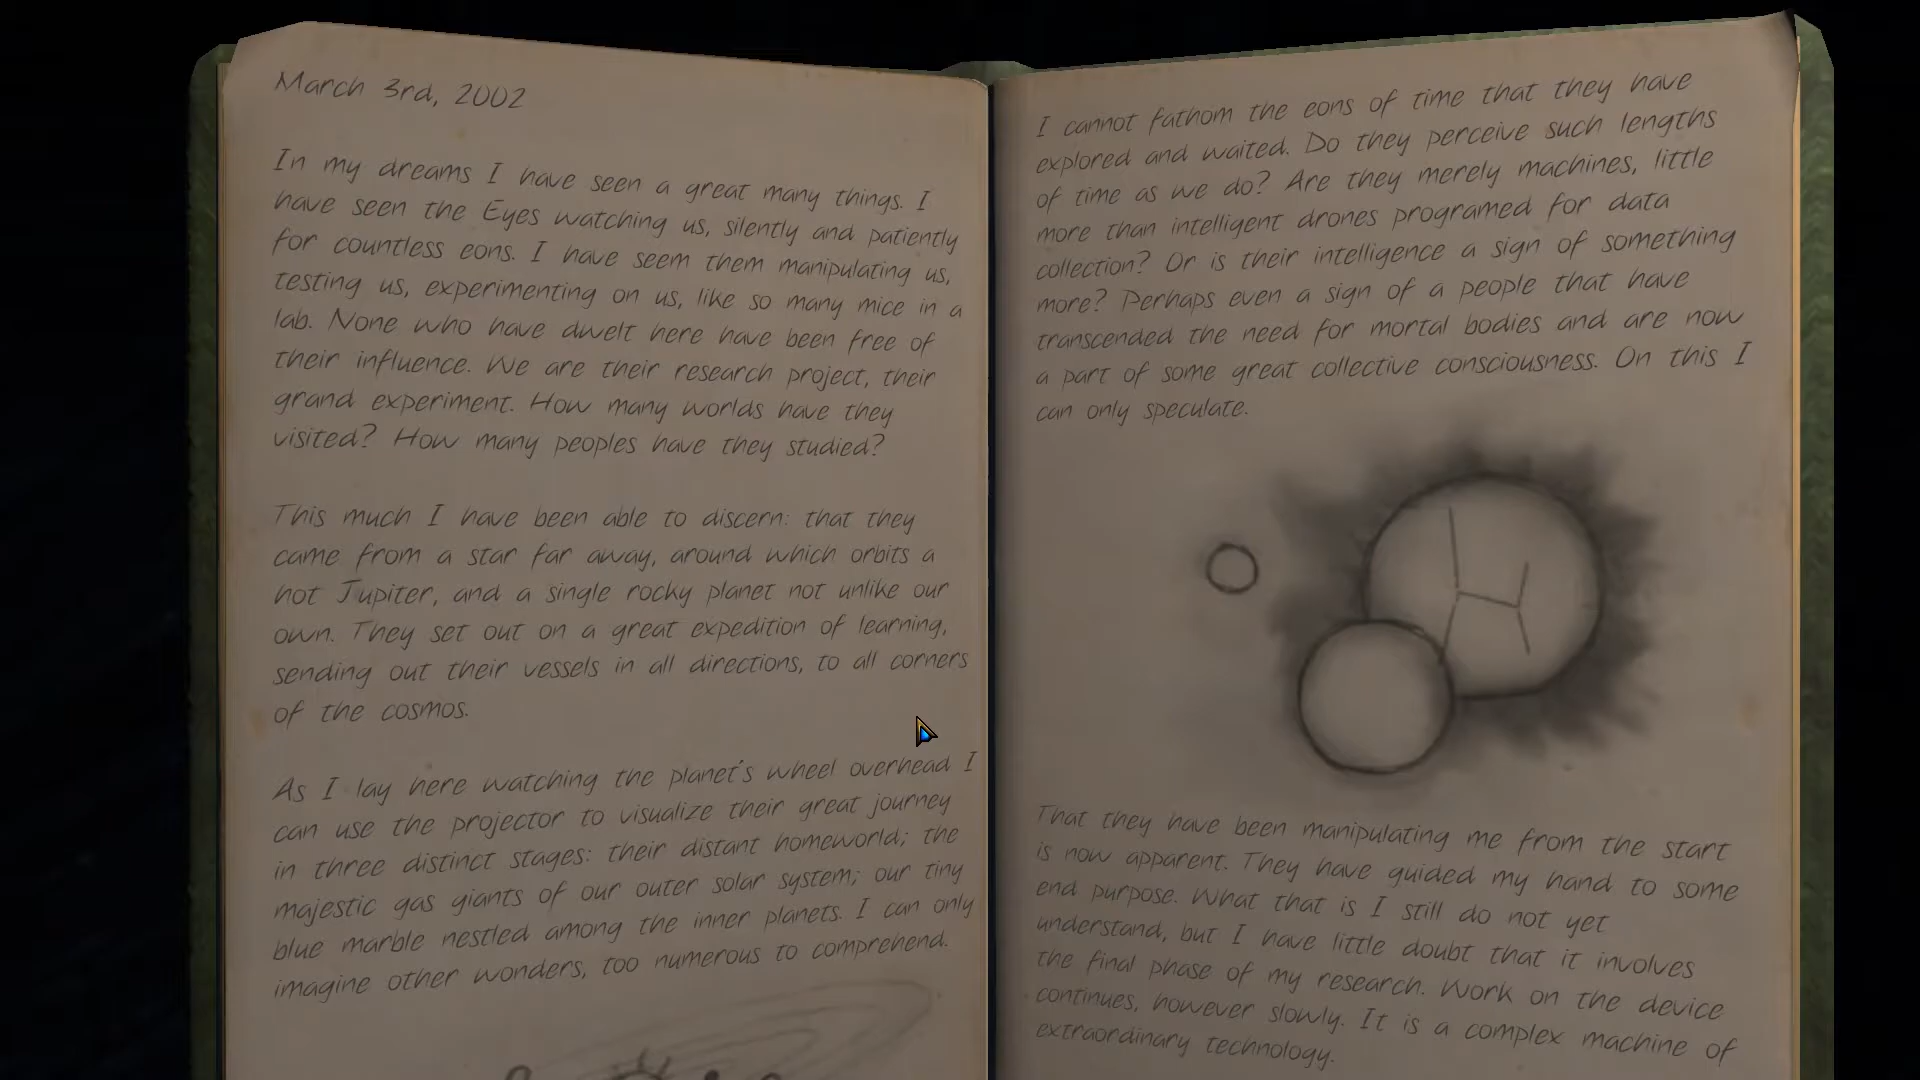 March 3rd, 2002
In my dreams I have seen a great many things. I
have seen the Eyes watching us, silently and patiently
for countless eons. I have seem them manipulating us,
testing us, experimenting on us, like so many mice in a
lab. None who have dwelt here have been free of
their influence. We are their research project, their
grand experiment. How many worlds have they
visited? How many peoples have they studied?
This much I have been able to discern: that they
came from a star far away, around which orbits a
hot Jupiter, and a single rocky planet not unlike our
own. They set out on a great expedition of learning,
sending out their vessels in all directions, to all corners
of the cosmos.
As I lay here watching the planet's wheel overhead I
can use the projector to visualize their great journey
in three distinct stages: their distant homeworld; the
majestic gas giants of our outer solar system; our tiny
blue marble nestled among the inner planets. I can only
imagine other wonders, too numerous to comprehend.
I cannot fathom the eons of time that they have
explored and waited. Do they perceive such lengths
of time as we do? Are they merely machines, little
more than intelligent drones programed for data
collection? Or is their intelligence a sign of something
more? Perhaps even a sign of a people that have
transcended the need for mortal bodies and are now
a part of some great collective consciousness. On this I
can only speculate.
That they have been manipulating me from the start
is now apparent. They have guided my hand to some
end purpose. What that is I still do not yet
understand, but I have little doubt that it involves
the final phase of my research. Work on the device
continues, however slowly. It is a complex machine of
extraordinary technology.